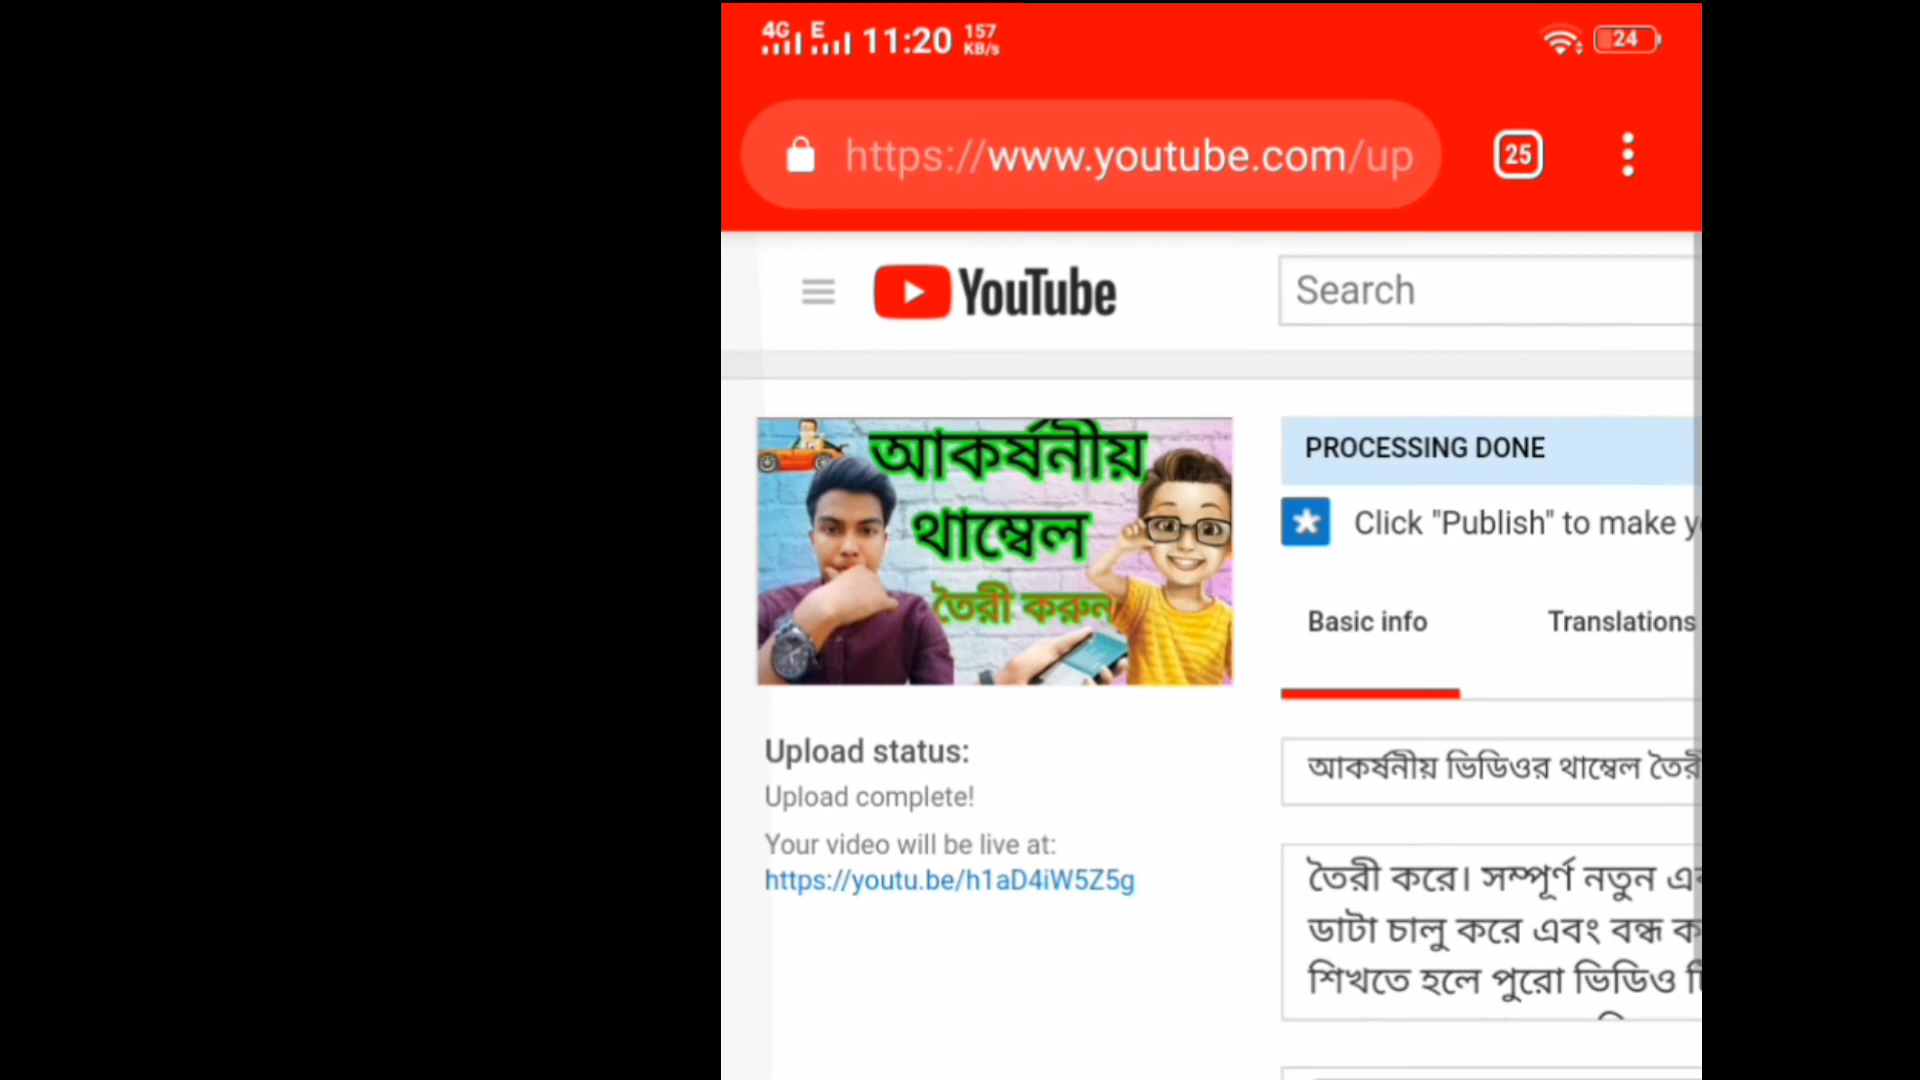 4G E 11:20 157 KB/s 24
https://www.youtube.com/up 25
YouTube Search
আকর্ষনীয়
থাম্বেল
তৈরী করুন
PROCESSING DONE
Click "Publish" to make
Basic info Translations
Upload status:
Upload complete!
Your video will be live at:
https://youtu.be/h1aD4iW5Z5g
আকর্ষনীয় ভিডিওর থাম্বেল তৈরী
তৈরী করে। সম্পূর্ণ নতুন
ডাটা চালু করে এবং বন্ধ
শিখতে হলে পুরো ভিডিও